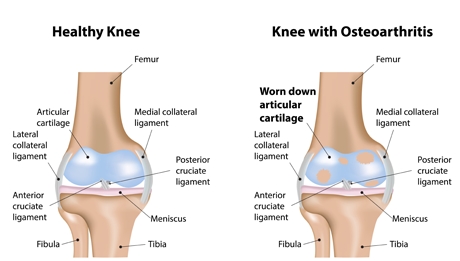 Healthy Knee
Femur
Articular
cartilage
Medial collateral
ligament
Lateral
collateral
ligament
Posterior
cruciate
ligament
Anterior
cruciate
ligament
Meniscus
Fibula
Tibia
Knee with Osteoarthritis
Femur
Worn down
articular
cartilage
Medial collateral
ligament
Lateral
collateral
ligament
Posterior
cruciate
ligament
Anterior
cruciate
ligament
Meniscus
Fibula
Tibia